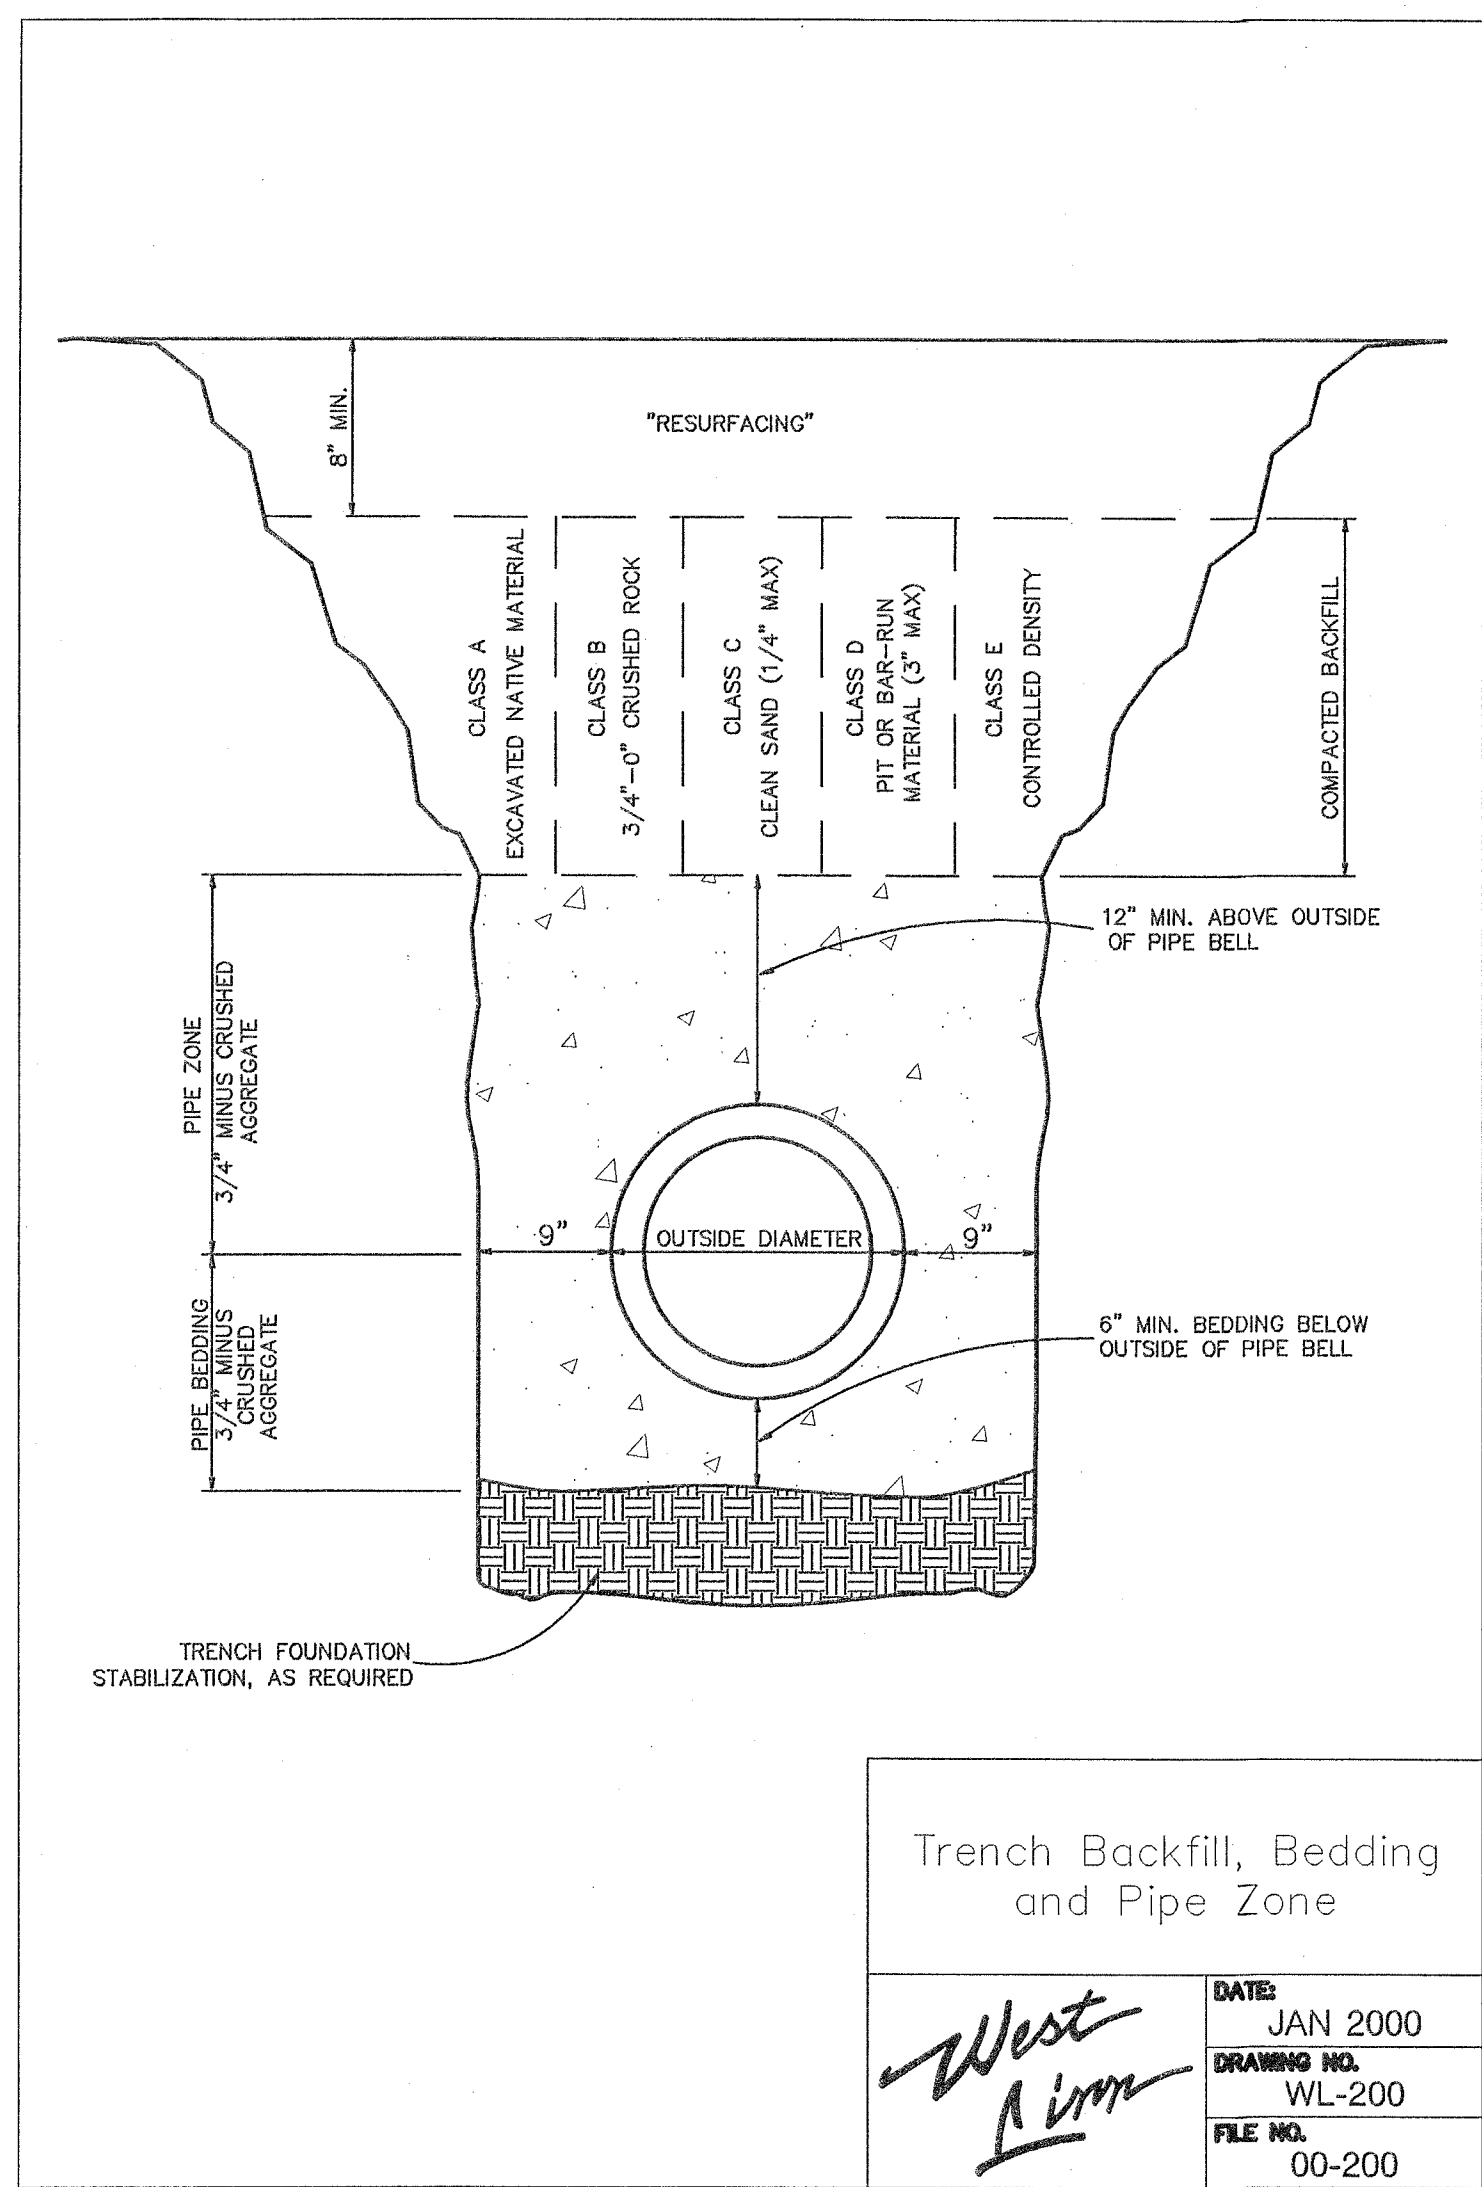 "RESURFACING"
8" MIN.
CLASS A
EXCAVATED NATIVE MATERIAL
CLASS B
3/4"-0" CRUSHED ROCK
CLASS C
CLEAN SAND (1/4" MAX)
CLASS D
PIT OR BAR-RUN
MATERIAL (3" MAX)
CLASS E
CONTROLLED DENSITY
COMPACTED BACKFILL
12" MIN. ABOVE OUTSIDE
OF PIPE BELL
PIPE ZONE
3/4" MINUS CRUSHED
AGGREGATE
9"
OUTSIDE DIAMETER
9"
PIPE BEDDING
3/4" MINUS
CRUSHED
AGGREGATE
6" MIN. BEDDING BELOW
OUTSIDE OF PIPE BELL
TRENCH FOUNDATION
STABILIZATION, AS REQUIRED
Trench Backfill, Bedding
and Pipe Zone
West
Linn
DATE:
JAN 2000
DRAWING NO.
WL-200
FILE NO.
00-200